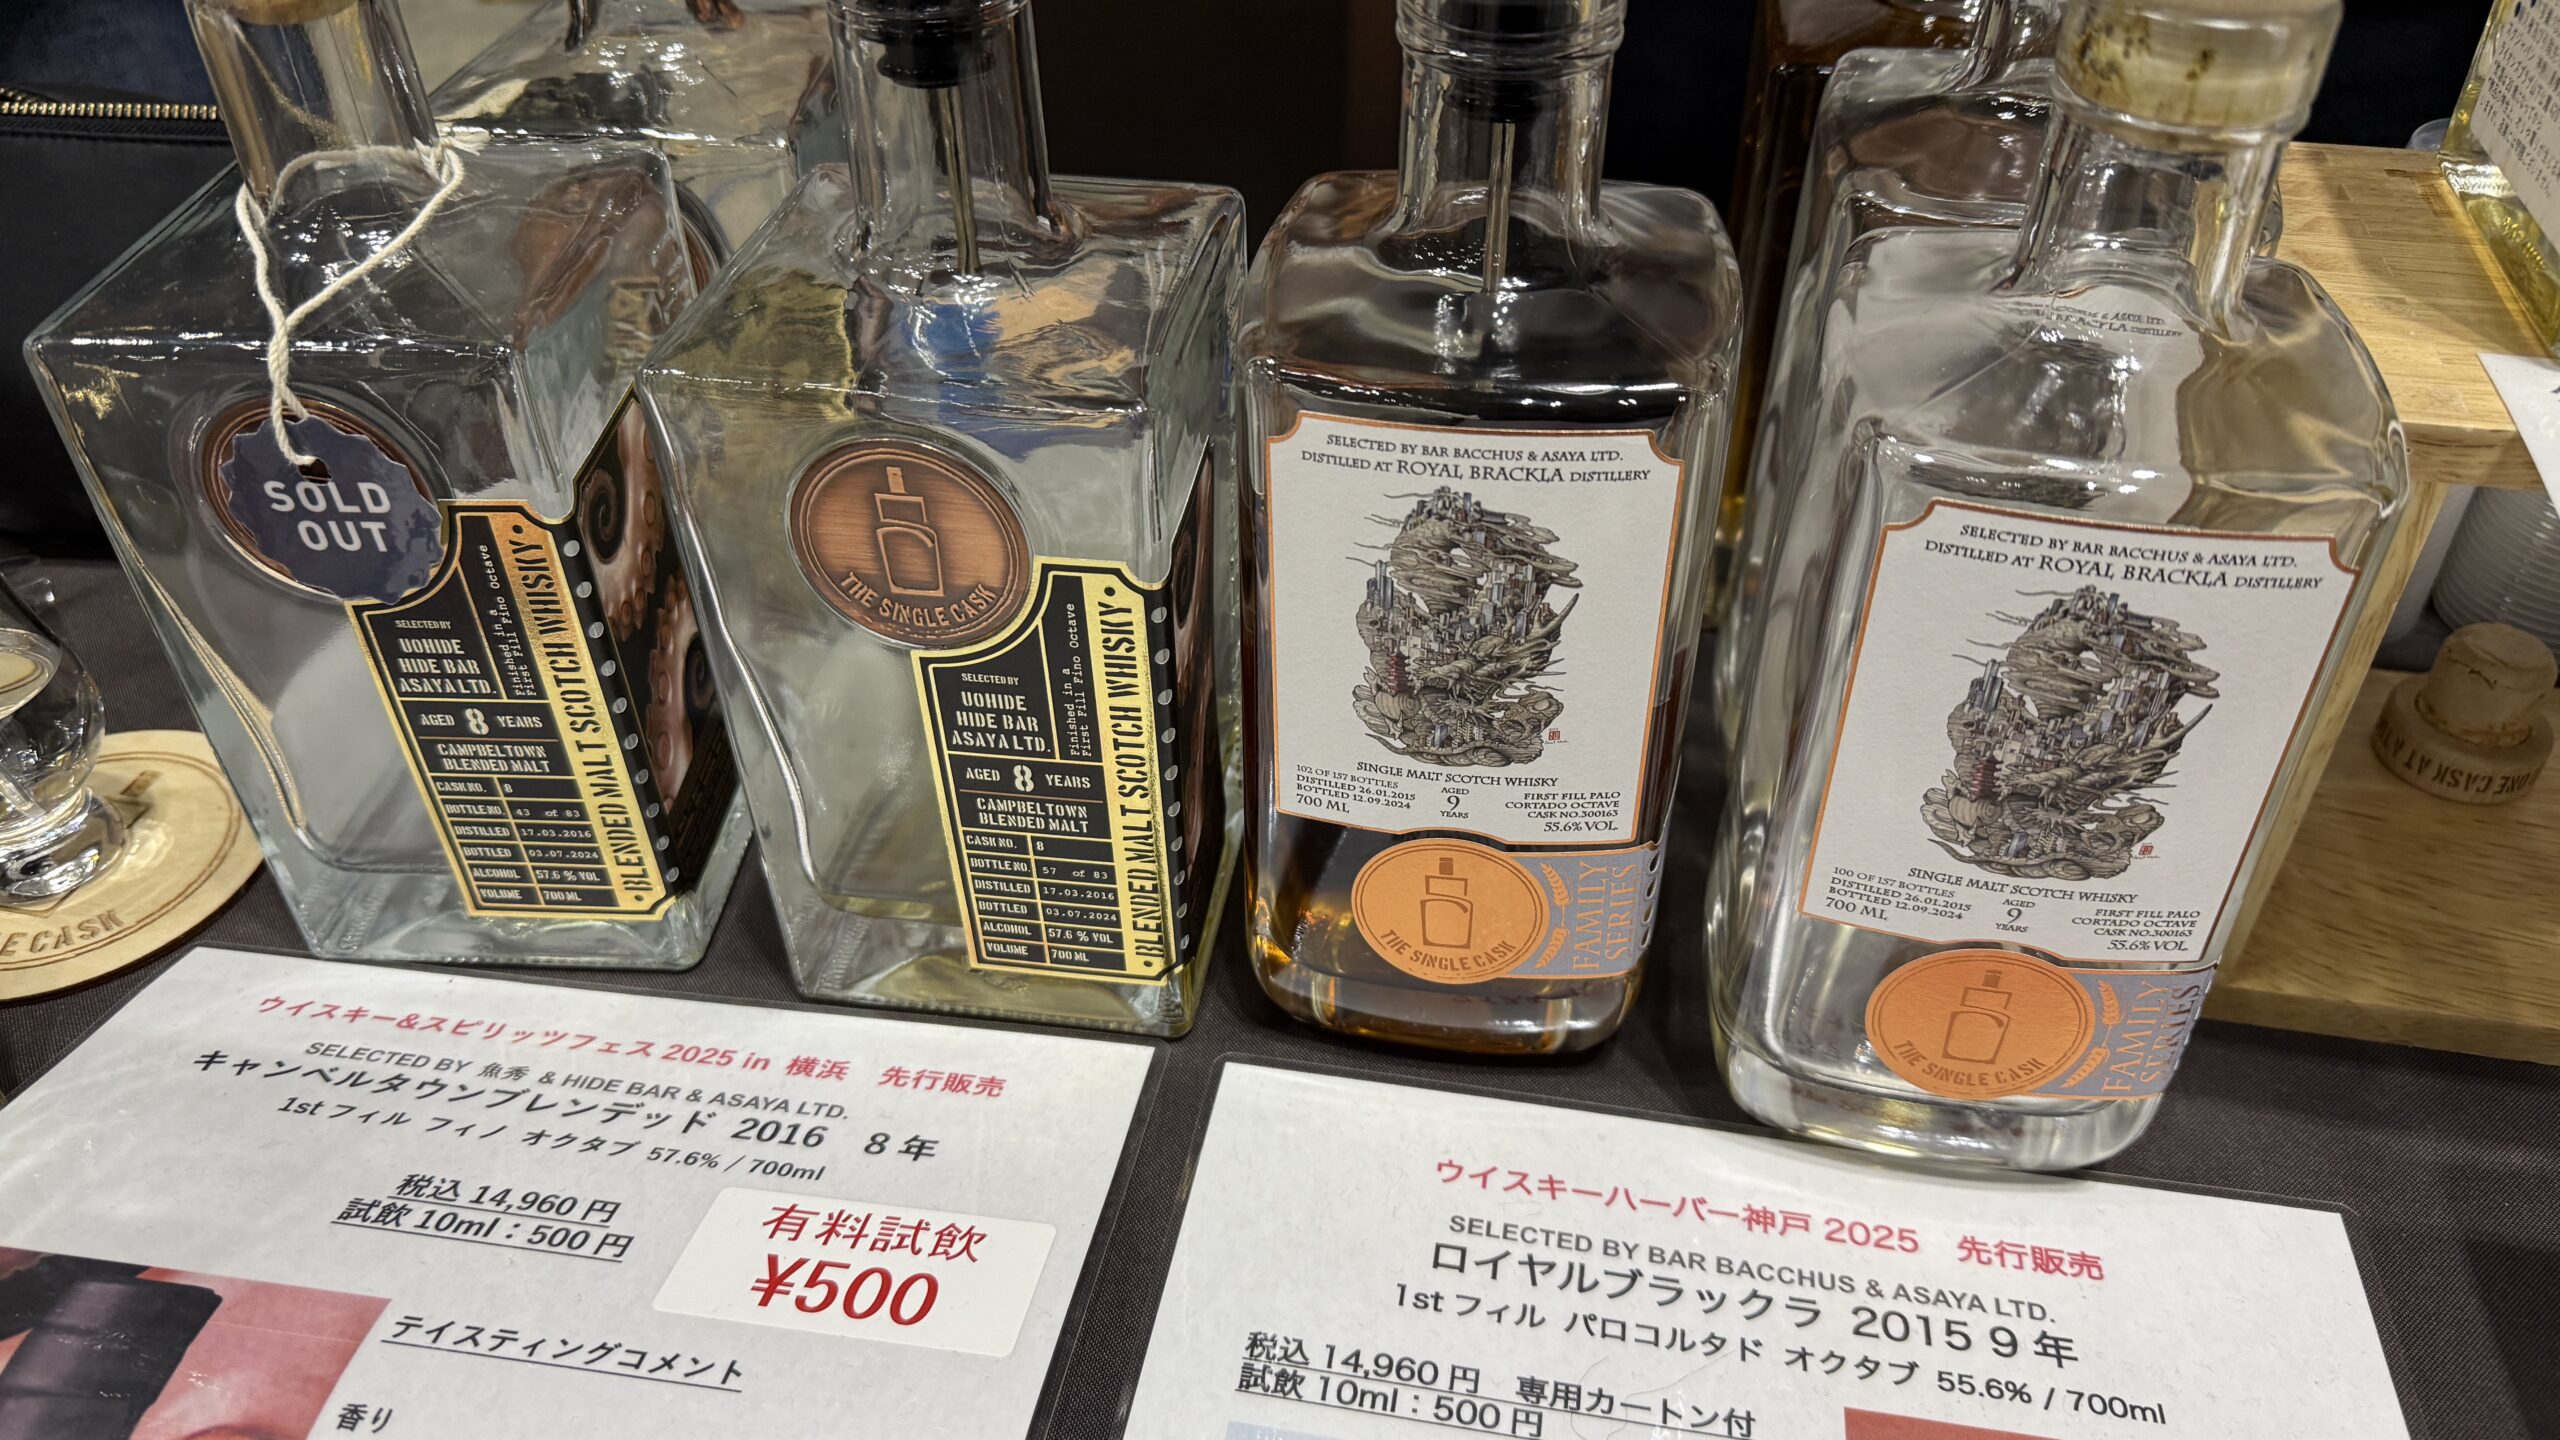 SOLD
OUT
SELECTED BY
UOHIDE
HIDE BAR
ASAYA LTD.
Finished in a
First Fill Fino Octave
AGED 8 YEARS
CAMPBELTOWN
BLENDED MALT
CASK NO. 8
BOTTLE NO. 43 of 83
DISTILLED 17.03.2016
BOTTLED 03.07.2024
ALCOHOL 57.6 % VOL
VOLUME 700 ML
BLENDED MALT SCOTCH WHISKY
THE SINGLE CASK
SELECTED BY
UOHIDE
HIDE BAR
ASAYA LTD.
Finished in a
First Fill Fino Octave
AGED 8 YEARS
CAMPBELTOWN
BLENDED MALT
CASK NO. 8
BOTTLE NO. 57 of 83
DISTILLED 17.03.2016
BOTTLED 03.07.2024
ALCOHOL 57.6 % VOL
VOLUME 700 ML
BLENDED MALT SCOTCH WHISKY
SELECTED BY BAR BACCHUS & ASAYA LTD.
DISTILLED AT ROYAL BRACKLA DISTILLERY
SINGLE MALT SCOTCH WHISKY
102 OF 157 BOTTLES
DISTILLED 26.01.2015
BOTTLED 12.09.2024
700 ML
AGED
9
YEARS
FIRST FILL PALO
CORTADO OCTAVE
CASK NO.300163
55.6% VOL.
THE SINGLE CASK
FAMILY
SERIES
SELECTED BY BAR BACCHUS & ASAYA LTD.
DISTILLED AT ROYAL BRACKLA DISTILLERY
SINGLE MALT SCOTCH WHISKY
100 OF 157 BOTTLES
DISTILLED 26.01.2015
BOTTLED 12.09.2024
700 ML
AGED
9
YEARS
FIRST FILL PALO
CORTADO OCTAVE
CASK NO.300163
55.6% VOL.
THE SINGLE CASK
FAMILY
SERIES
E CASK
ウイスキー&スピリッツフェス 2025 in 横浜 先行販売
SELECTED BY 魚秀 & HIDE BAR & ASAYA LTD.
キャンベルタウンブレンデッド 2016 8 年
1st フィル フィノ オクタブ 57.6% / 700ml
税込 14,960 円
試飲 10ml：500 円
有料試飲
¥500
テイスティングコメント
香り
ウイスキーハーバー神戸 2025 先行販売
SELECTED BY BAR BACCHUS & ASAYA LTD.
ロイヤルブラックラ 2015 9 年
1st フィル パロコルタド オクタブ 55.6% / 700ml
税込 14,960 円 専用カートン付
試飲 10ml：500 円